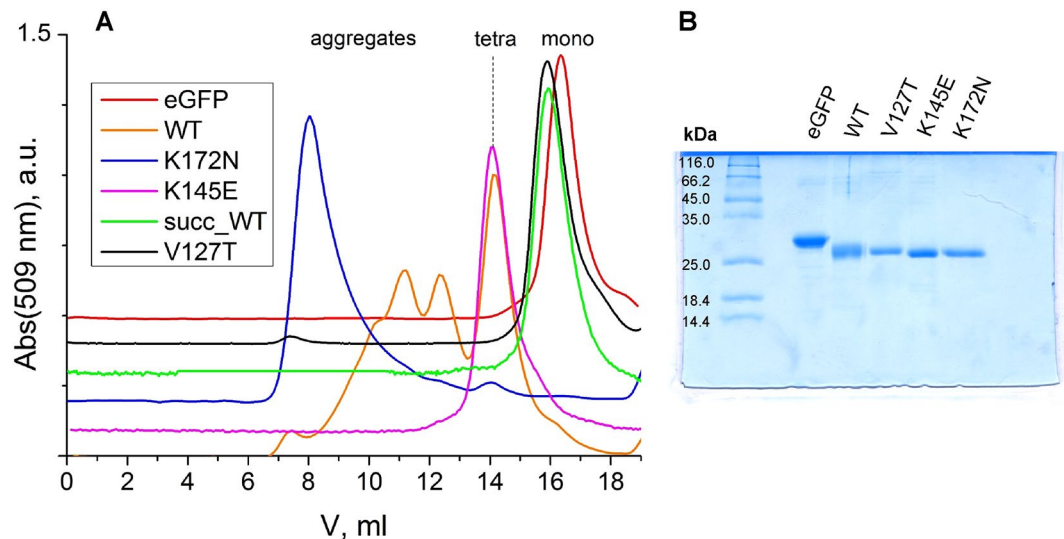 A
1.5
aggregates
tetra
mono
eGFP
WT
K172N
K145E
succ_WT
V127T
Abs(509 nm), a.u.
0
2
4
6
8
10
12
14
16
18
V, ml
B
kDa
eGFP
WT
V127T
K145E
K172N
116.0
66.2
45.0
35.0
25.0
18.4
14.4